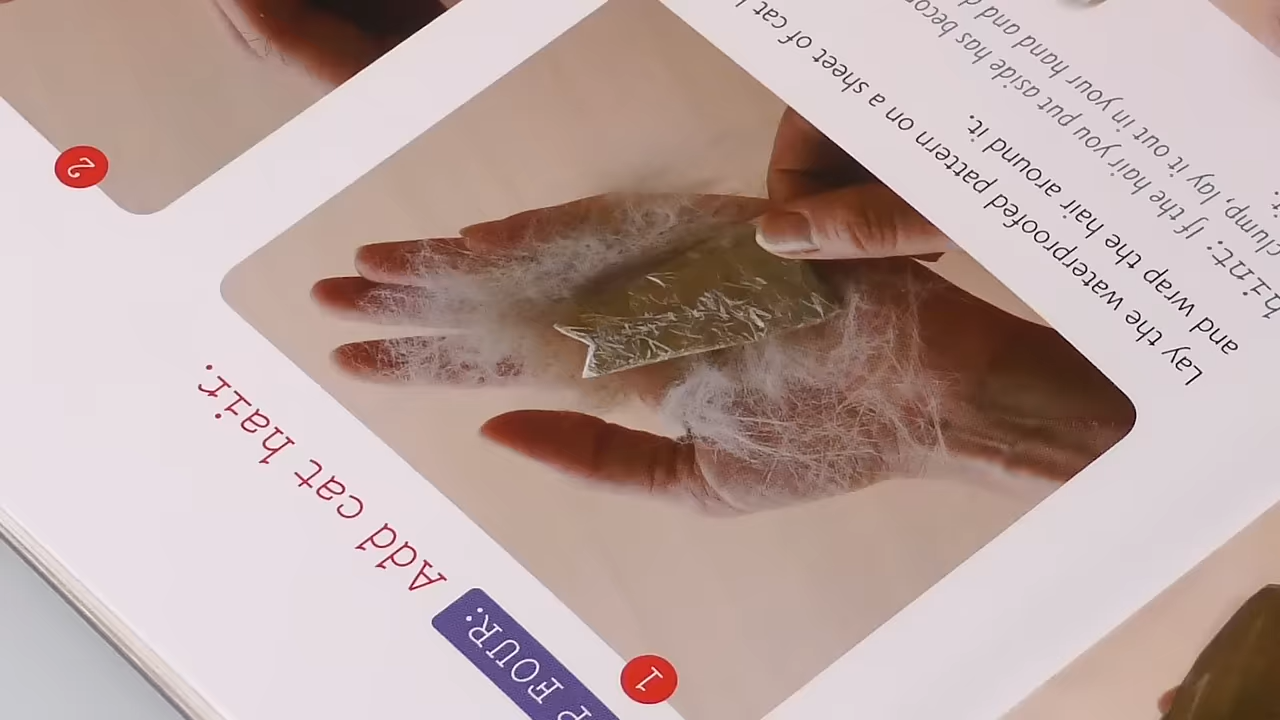 P FOUR:
Add cat hair.
1
2
Lay the waterproofed pattern on a sheet of cat
and wrap the hair around it.
hint: If the hair you put aside has
clump, lay it out in your hand and